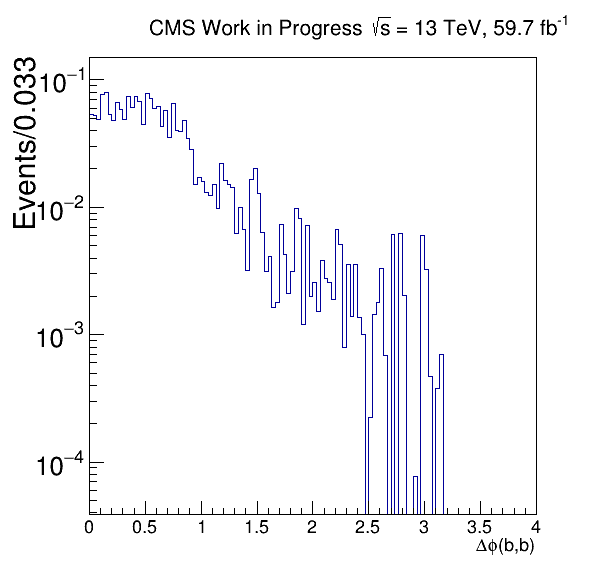 CMS Work in Progress √s = 13 TeV, 59.7 fb⁻¹
Events/0.033
10⁻¹
10⁻²
10⁻³
10⁻⁴
0 0.5 1 1.5 2 2.5 3 3.5 4
Δϕ(b,b)